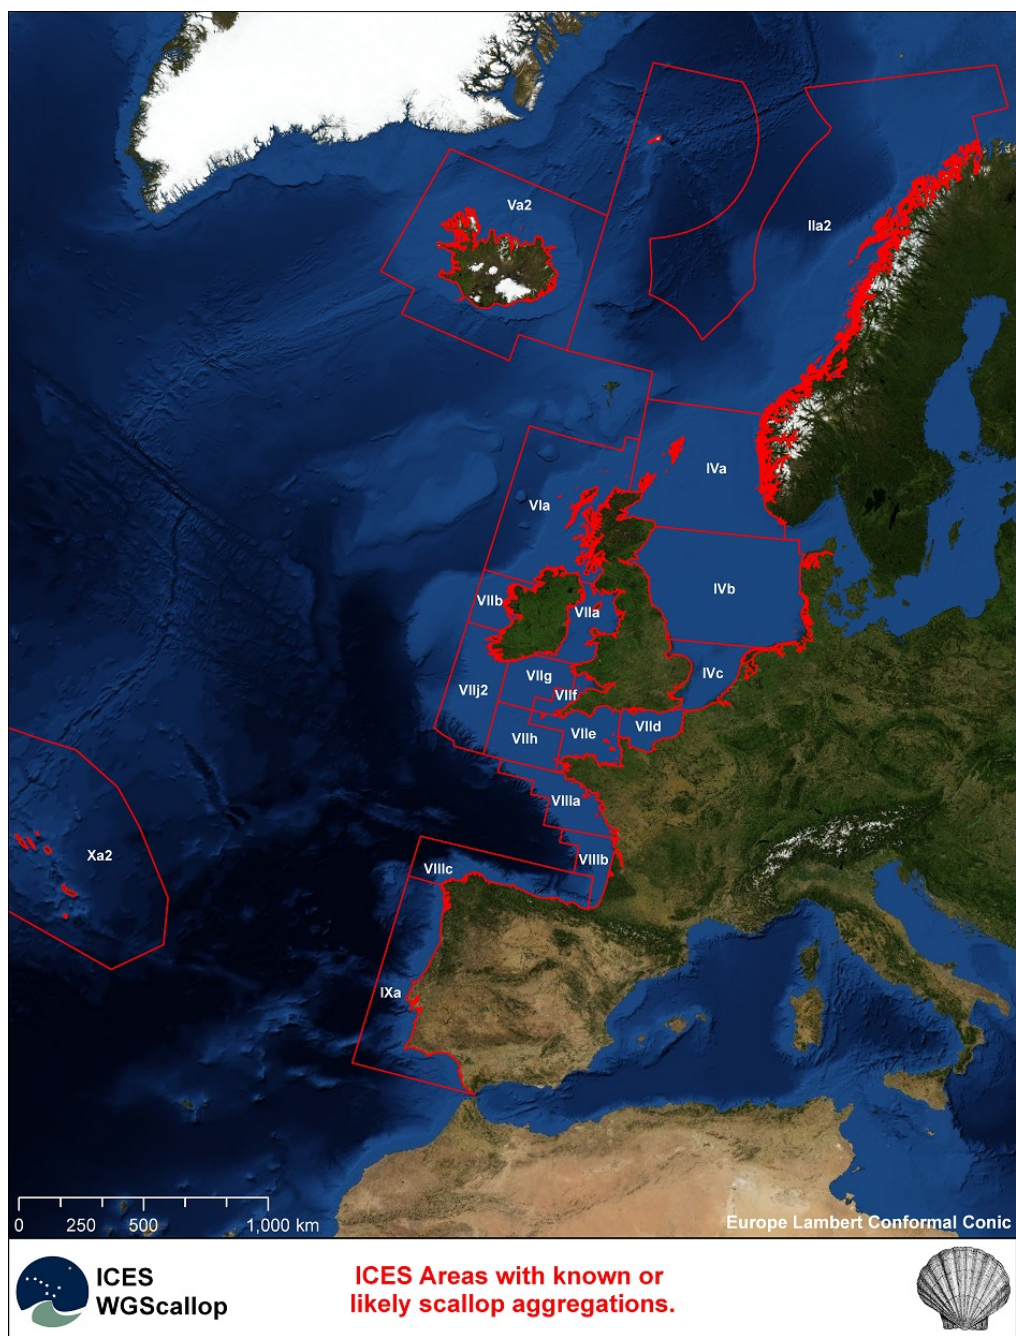 Va2
IIa2
IVa
VIa
IVb
VIIb
VIIa
IVc
VIIg
VIIj2
VIIf
VIId
VIIe
VIIh
VIIIa
Xa2
VIIIb
VIIIc
IXa
0 250 500 1,000 km
Europe Lambert Conformal Conic
ICES
WGScallop
ICES Areas with known or
likely scallop aggregations.